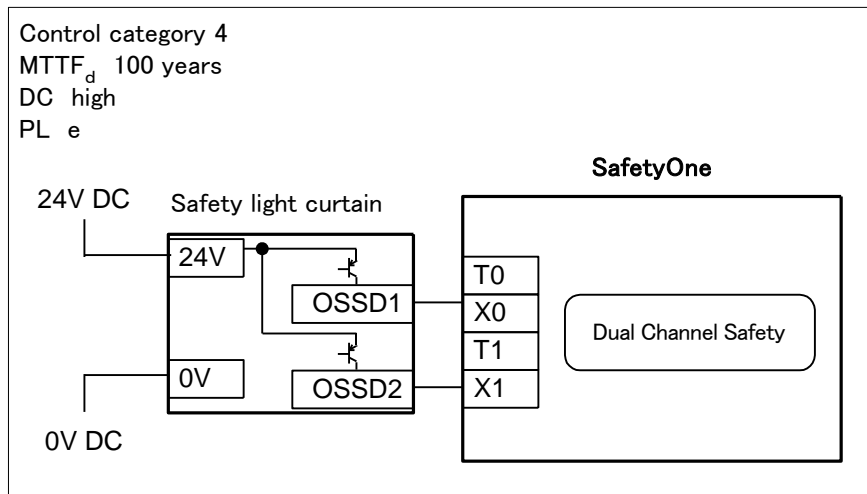 Control category 4
MTTFd 100 years
DC high
PL e
SafetyOne
24V DC
Safety light curtain
24V
OSSD1
0V
OSSD2
0V DC
T0
X0
T1
X1
Dual Channel Safety